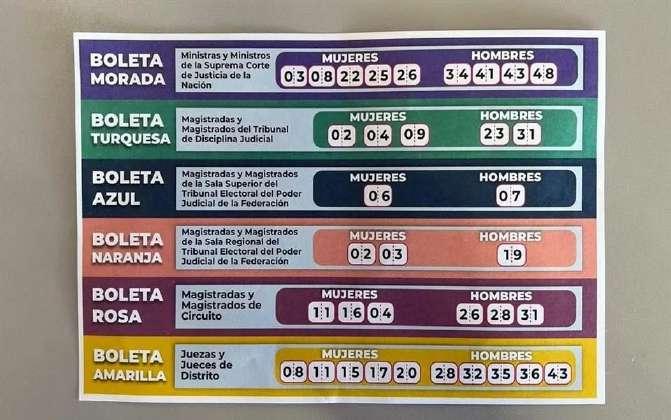 BOLETA
MORADA
Ministras y Ministros
de la Suprema Corte
de Justicia de la
Nación
MUJERES
03 08 22 25 26
HOMBRES
34 41 43 48
BOLETA
TURQUESA
Magistradas y
Magistrados del Tribunal
de Disciplina Judicial
MUJERES
02 04 09
HOMBRES
23 31
BOLETA
AZUL
Magistradas y Magistrados
de la Sala Superior del
Tribunal Electoral del Poder
Judicial de la Federación
MUJERES
06
HOMBRES
07
BOLETA
NARANJA
Magistradas y Magistrados
de la Sala Regional del
Tribunal Electoral del Poder
Judicial de la Federación
MUJERES
02 03
HOMBRES
19
BOLETA
ROSA
Magistradas y
Magistrados de
Circuito
MUJERES
11 16 04
HOMBRES
26 28 31
BOLETA
AMARILLA
Juezas y
Jueces de
Distrito
MUJERES
08 11 15 17 20
HOMBRES
28 32 35 36 43